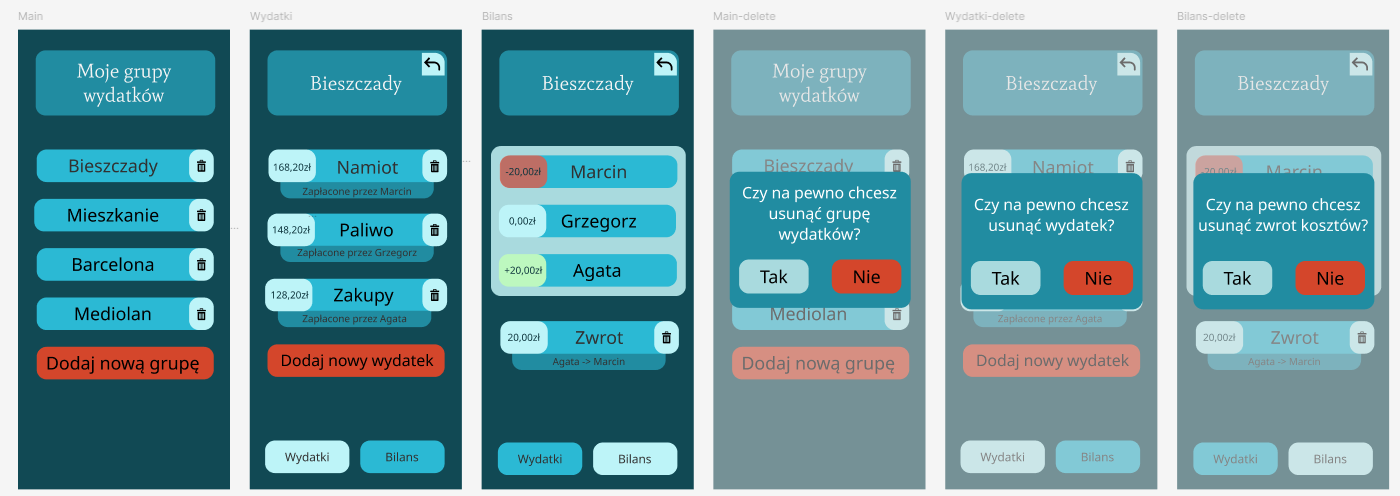 Main
Moje grupy
wydatków
Bieszczady
Mieszkanie
Barcelona
Mediolan
Dodaj nową grupę
Wydatki
Bieszczady
168,20zł
Namiot
Zapłacone przez Marcin
148,20zł
Paliwo
Zapłacone przez Grzegorz
128,20zł
Zakupy
Zapłacone przez Agata
Dodaj nowy wydatek
Wydatki
Bilans
Bilans
Bieszczady
-20,00zł
Marcin
0,00zł
Grzegorz
+20,00zł
Agata
20,00zł
Zwrot
Agata -> Marcin
Wydatki
Bilans
Main-delete
Moje grupy
wydatków
Bieszczady
Czy na pewno chcesz
usunąć grupę
wydatków?
Tak
Nie
Mediolan
Dodaj nową grupę
Wydatki-delete
Bieszczady
168,20zł
Namiot
Czy na pewno chcesz
usunąć wydatek?
Tak
Nie
Zapłacone przez Agata
Dodaj nowy wydatek
Wydatki
Bilans
Bilans-delete
Bieszczady
-20,00zł
Marcin
Czy na pewno chcesz
usunąć zwrot kosztów?
Tak
Nie
20,00zł
Zwrot
Agata -> Marcin
Wydatki
Bilans